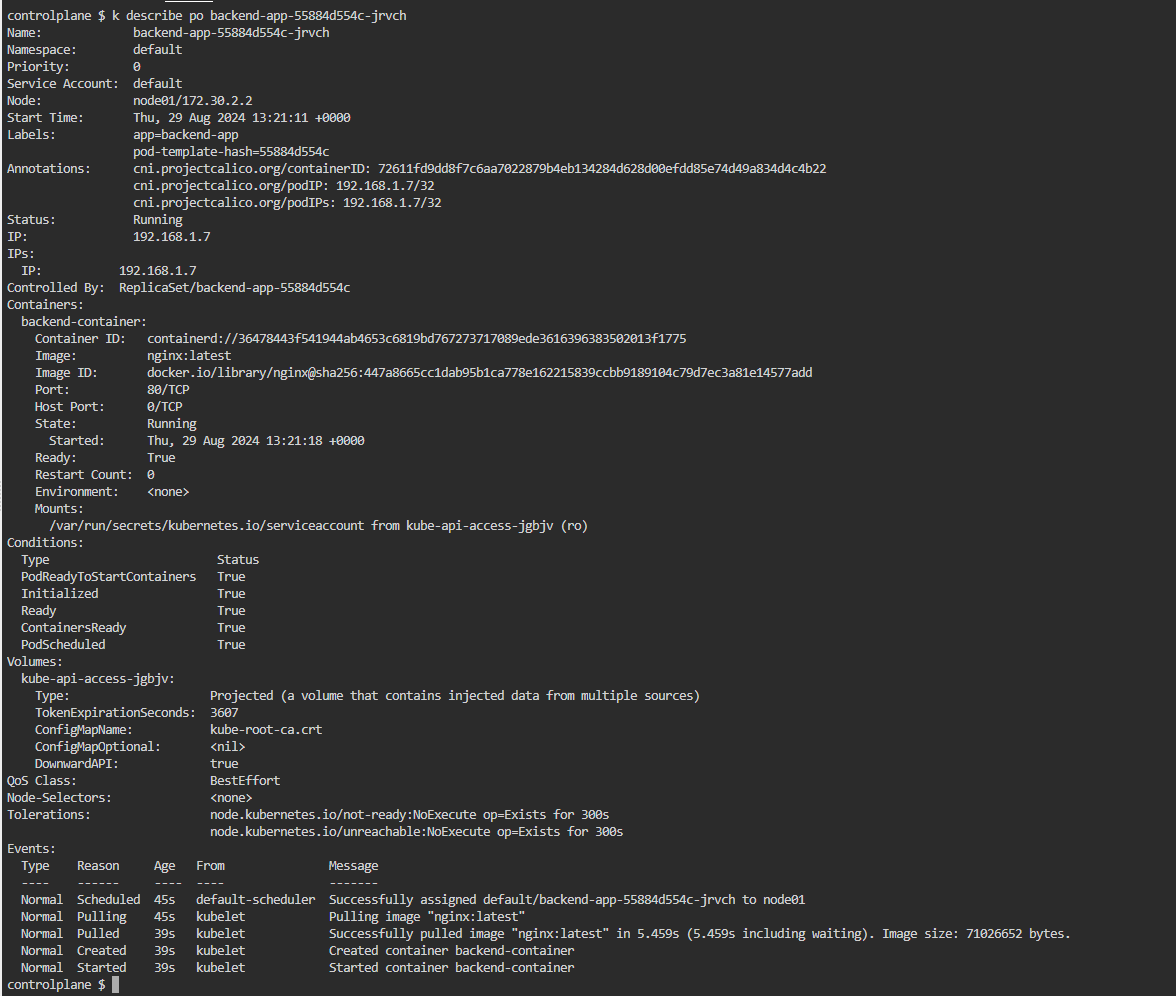 controlplane $ k describe po backend-app-55884d554c-jrvch
Name:             backend-app-55884d554c-jrvch
Namespace:        default
Priority:         0
Service Account:  default
Node:             node01/172.30.2.2
Start Time:       Thu, 29 Aug 2024 13:21:11 +0000
Labels:           app=backend-app
                  pod-template-hash=55884d554c
Annotations:      cni.projectcalico.org/containerID: 72611fd9dd8f7c6aa7022879b4eb134284d628d00efdd85e74d49a834d4c4b22
                  cni.projectcalico.org/podIP: 192.168.1.7/32
                  cni.projectcalico.org/podIPs: 192.168.1.7/32
Status:           Running
IP:               192.168.1.7
IPs:
  IP:           192.168.1.7
Controlled By:  ReplicaSet/backend-app-55884d554c
Containers:
  backend-container:
    Container ID:   containerd://36478443f541944ab4653c6819bd767273717089ede3616396383502013f1775
    Image:          nginx:latest
    Image ID:       docker.io/library/nginx@sha256:447a8665cc1dab95b1ca778e162215839ccbb9189104c79d7ec3a81e14577add
    Port:           80/TCP
    Host Port:      0/TCP
    State:          Running
      Started:      Thu, 29 Aug 2024 13:21:18 +0000
    Ready:          True
    Restart Count:  0
    Environment:    <none>
    Mounts:
      /var/run/secrets/kubernetes.io/serviceaccount from kube-api-access-jgbjv (ro)
Conditions:
  Type                        Status
  PodReadyToStartContainers   True
  Initialized                 True
  Ready                       True
  ContainersReady             True
  PodScheduled                True
Volumes:
  kube-api-access-jgbjv:
    Type:                    Projected (a volume that contains injected data from multiple sources)
    TokenExpirationSeconds:  3607
    ConfigMapName:           kube-root-ca.crt
    ConfigMapOptional:       <nil>
    DownwardAPI:             true
QoS Class:                   BestEffort
Node-Selectors:              <none>
Tolerations:                 node.kubernetes.io/not-ready:NoExecute op=Exists for 300s
                             node.kubernetes.io/unreachable:NoExecute op=Exists for 300s
Events:
  Type    Reason     Age   From               Message
  ----    ------     ----  ----               -------
  Normal  Scheduled  45s   default-scheduler  Successfully assigned default/backend-app-55884d554c-jrvch to node01
  Normal  Pulling    45s   kubelet            Pulling image "nginx:latest"
  Normal  Pulled     39s   kubelet            Successfully pulled image "nginx:latest" in 5.459s (5.459s including waiting). Image size: 71026652 bytes.
  Normal  Created    39s   kubelet            Created container backend-container
  Normal  Started    39s   kubelet            Started container backend-container
controlplane $